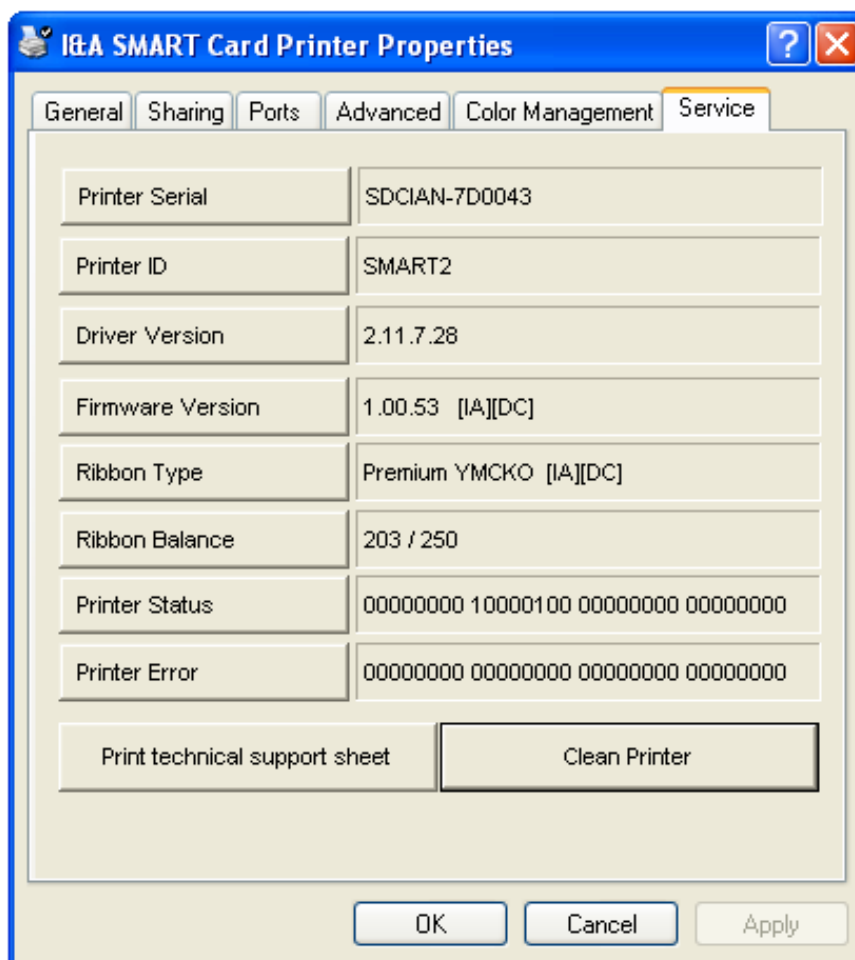 I&A SMART Card Printer Properties
General Sharing Ports Advanced Color Management Service
Printer Serial SDCIAN-7D0043
Printer ID SMART2
Driver Version 2.11.7.28
Firmware Version 1.00.53 [IA][DC]
Ribbon Type Premium YMCKO [IA][DC]
Ribbon Balance 203 / 250
Printer Status 00000000 10000100 00000000 00000000
Printer Error 00000000 00000000 00000000 00000000
Print technical support sheet Clean Printer
OK Cancel Apply